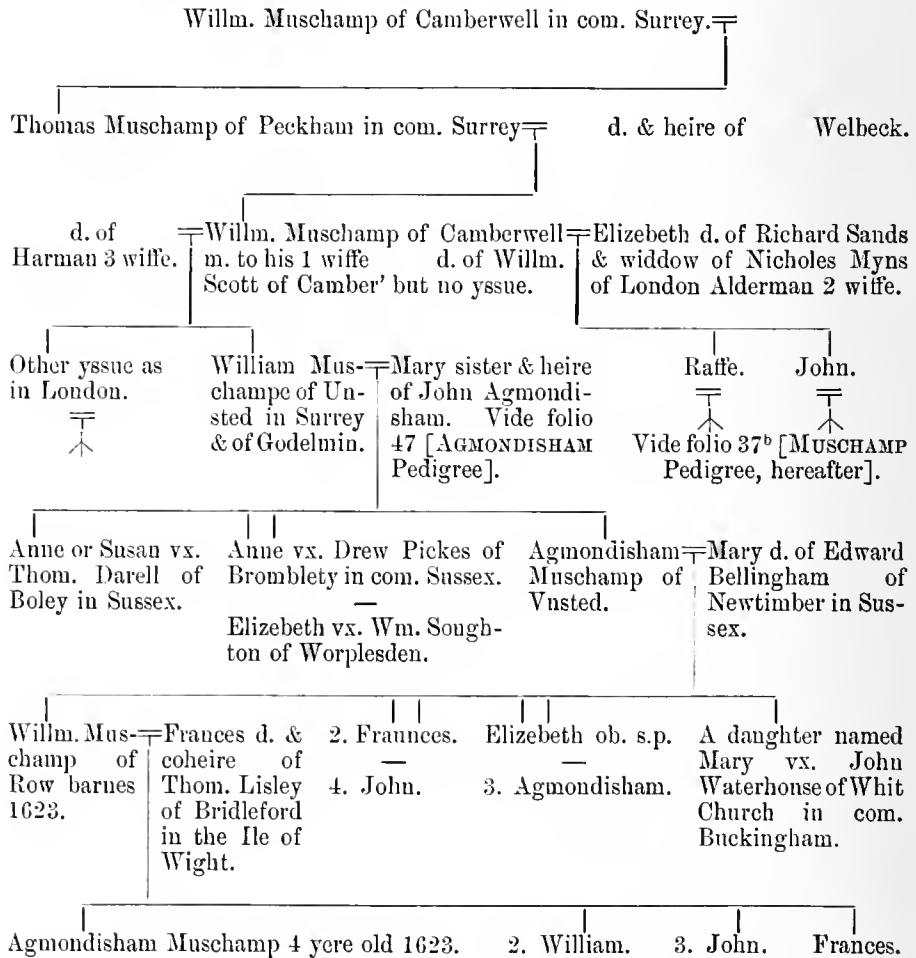 Willm. Muschamp of Camberwell in com. Surrey.
Thomas Muschamp of Peckham in com. Surrey
d. & heire of Welbeck.
d. of
Harman 3 wiffe.
Willm. Muschamp of Camberwell
m. to his 1 wiffe d. of Willm.
Scott of Camber' but no yssue.
Elizebeth d. of Richard Sands
& widdow of Nicholes Myns
of London Alderman 2 wiffe.
Other yssue as
in London.
William Mus-
champe of Un-
sted in Surrey
& of Godelmin.
Mary sister & heire
of John Agmondi-
sham. Vide folio
47 [AGMONDISHAM
Pedigree].
Raffe.
John.
Vide folio 37ᵇ [MUSCHAMP
Pedigree, hereafter].
Anne or Susan vx.
Thom. Darell of
Boley in Sussex.
Anne vx. Drew Pickes of
Bromblety in com. Sussex.
—
Elizebeth vx. Wm. Sough-
ton of Worplesden.
Agmondisham
Muschamp of
Vnsted.
Mary d. of Edward
Bellingham of
Newtimber in Sus-
sex.
Willm. Mus-
champ of
Row barnes
1623.
Frances d. &
coheire of
Thom. Lisley
of Bridleford
in the Ile of
Wight.
2. Fraunces.
—
4. John.
Elizebeth ob. s.p.
—
3. Agmondisham.
A daughter named
Mary vx. John
Waterhouse of Whit
Church in com.
Buckingham.
Agmondisham Muschamp 4 yere old 1623.
2. William.
3. John.
Frances.